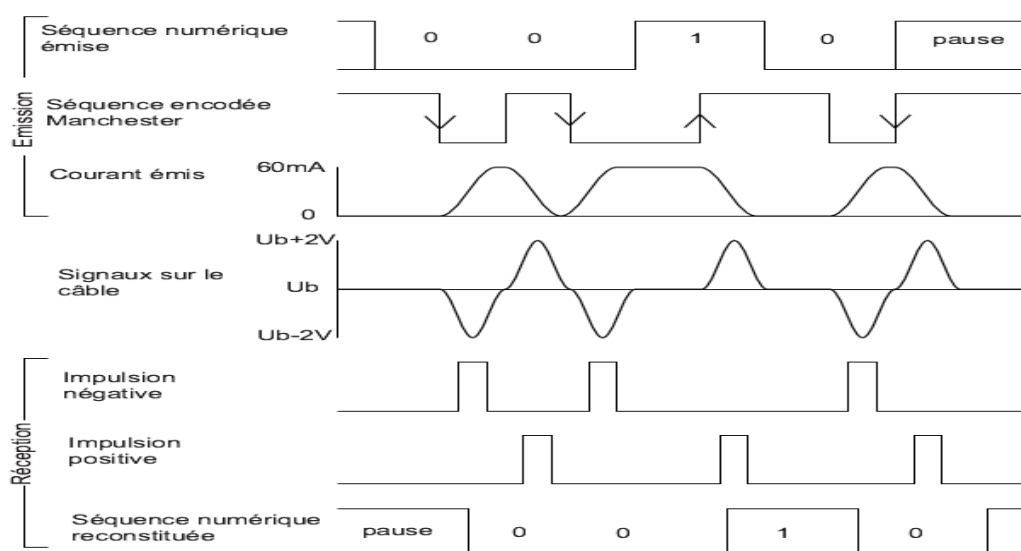 Séquence numérique
émise
0 0 1 0 pause
Emission
Séquence encodée
Manchester
Courant émis
60mA
0
Signaux sur le
câble
Ub+2V
Ub
Ub-2V
Réception
Impulsion
négative
Impulsion
positive
Séquence numérique
reconstituée
pause 0 0 1 0